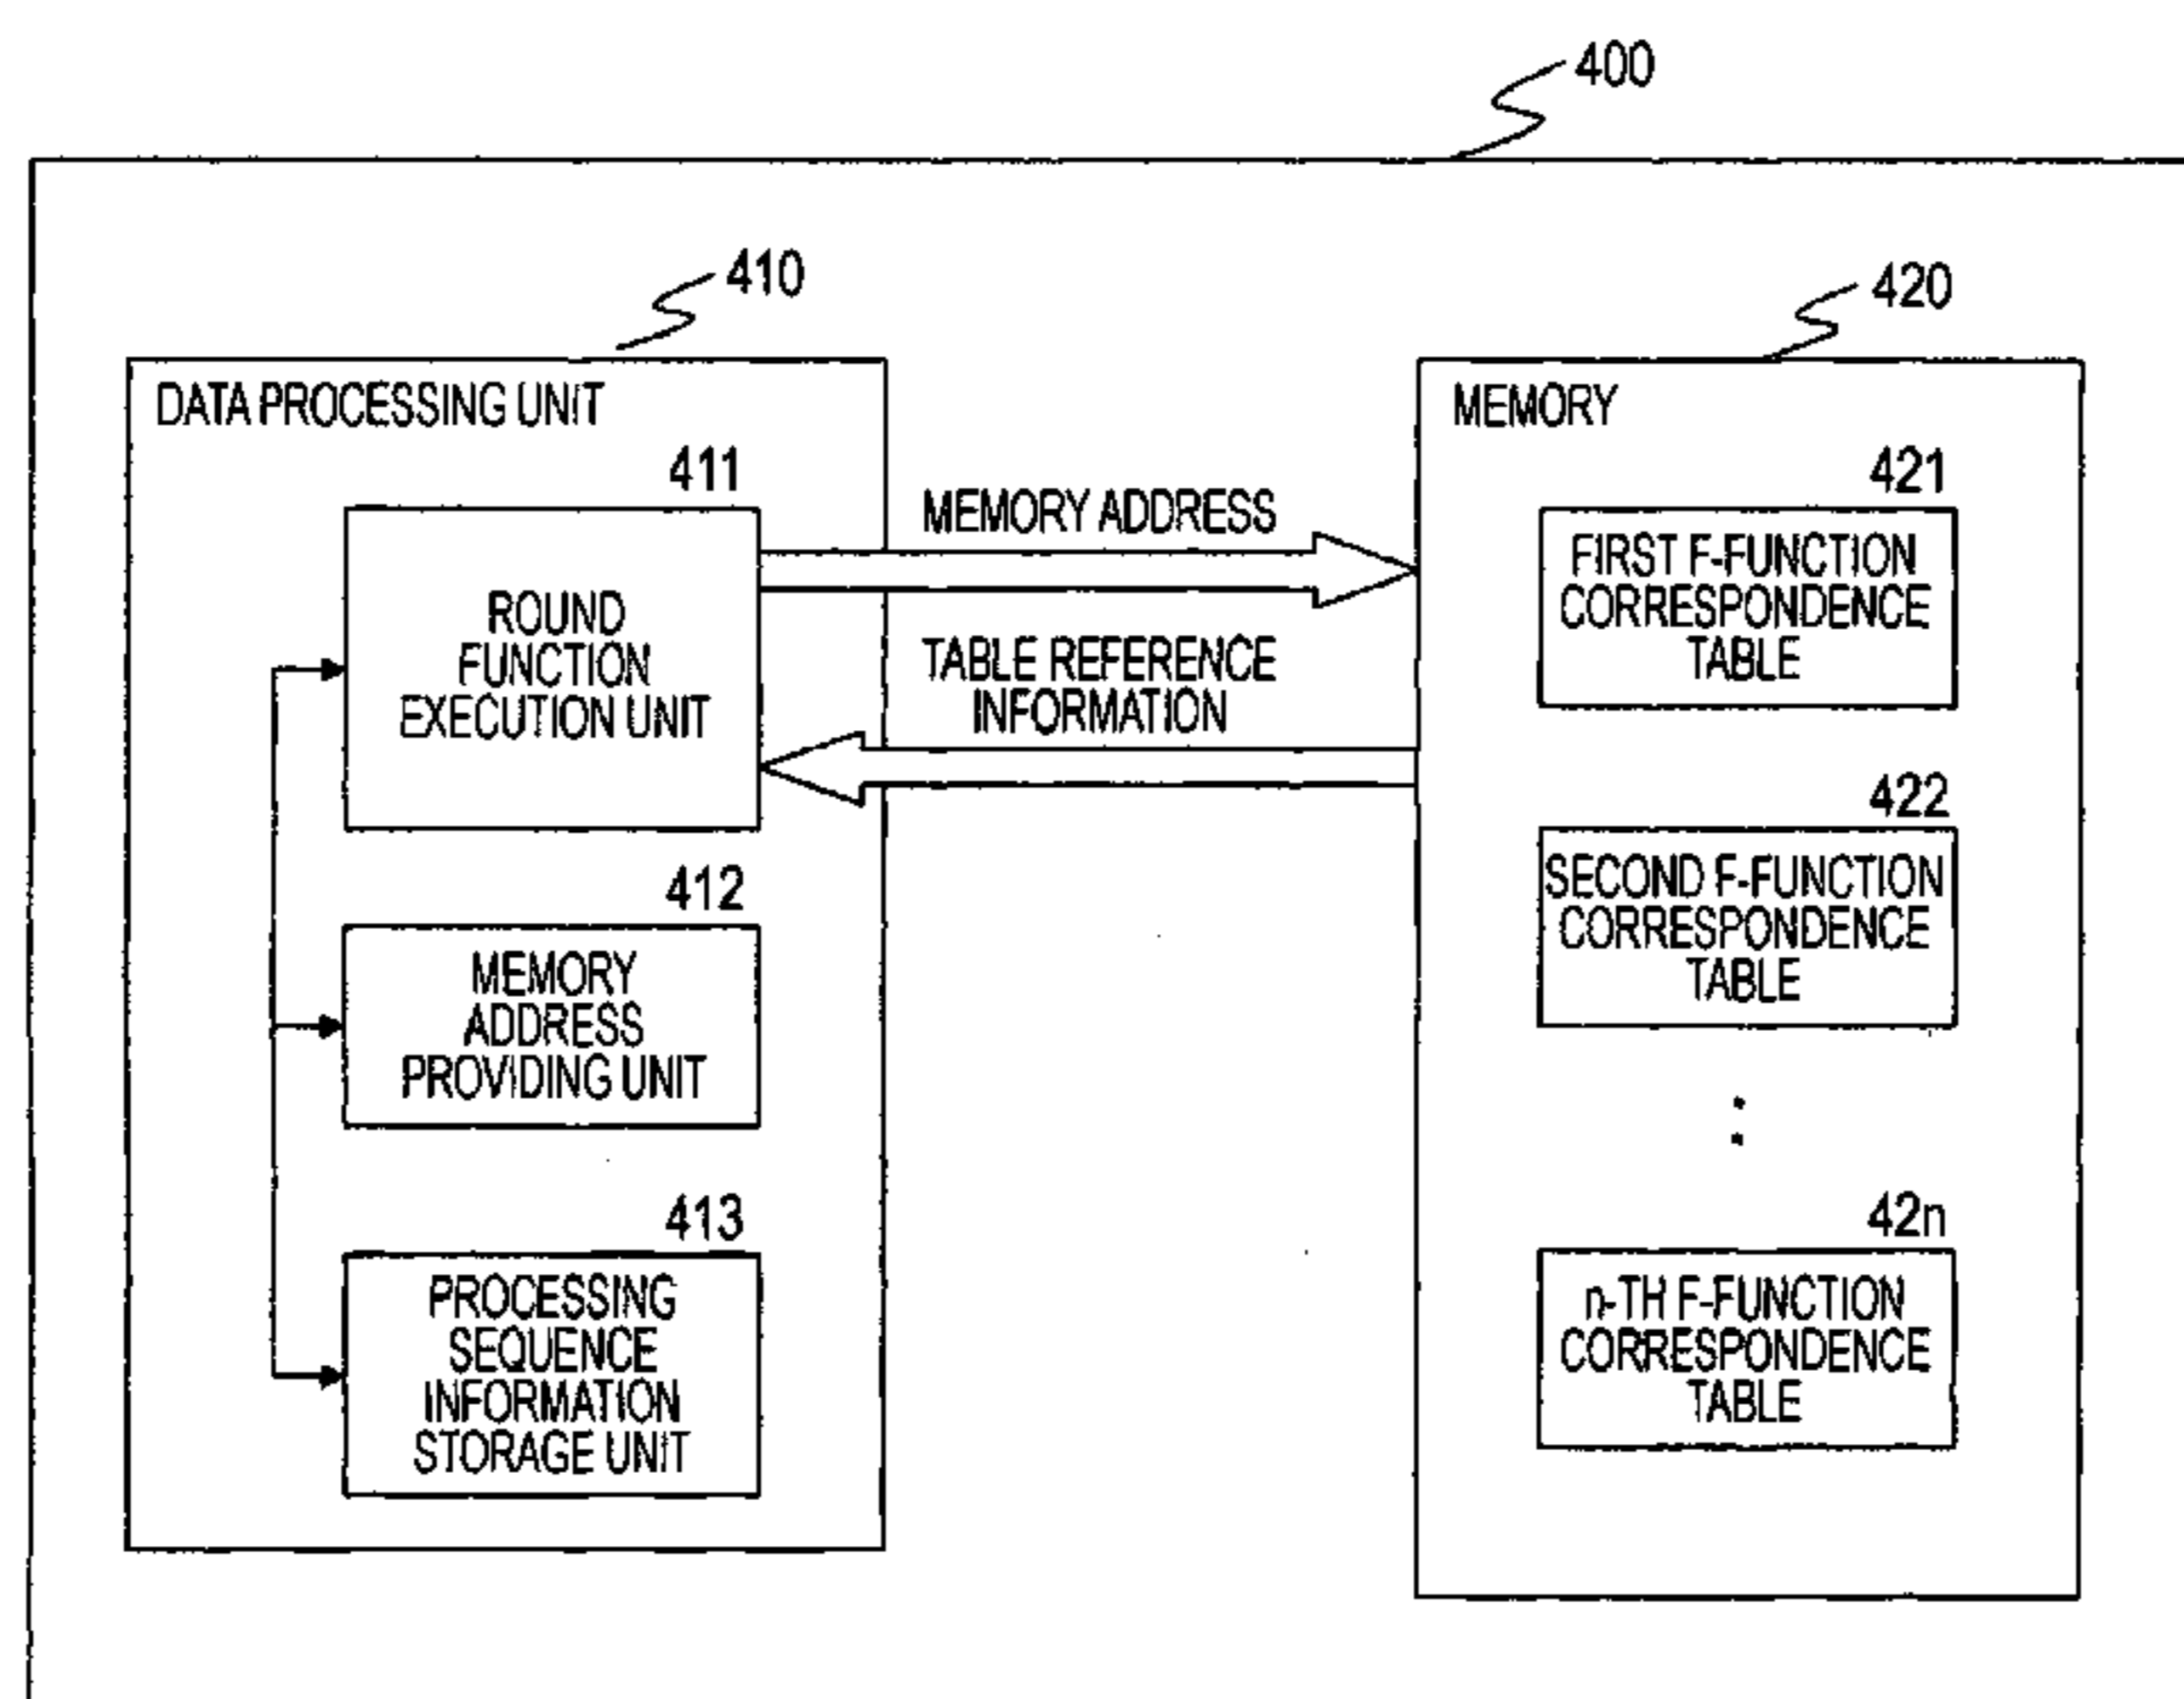 400
410
420
DATA PROCESSING UNIT
411
ROUND
FUNCTION
EXECUTION UNIT
412
MEMORY
ADDRESS
PROVIDING UNIT
413
PROCESSING
SEQUENCE
INFORMATION
STORAGE UNIT
MEMORY ADDRESS
TABLE REFERENCE
INFORMATION
MEMORY
421
FIRST F-FUNCTION
CORRESPONDENCE
TABLE
422
SECOND F-FUNCTION
CORRESPONDENCE
TABLE
42n
n-TH F-FUNCTION
CORRESPONDENCE
TABLE